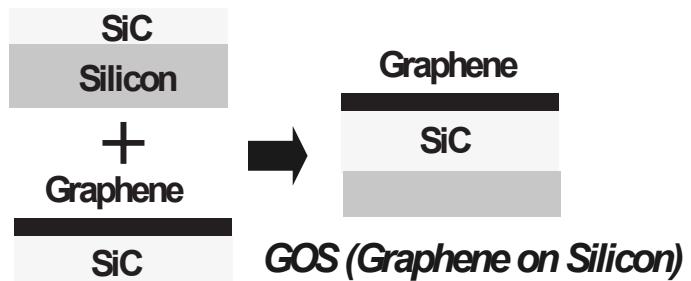 SiC
Silicon
+
Graphene
SiC
Graphene
SiC
GOS (Graphene on Silicon)